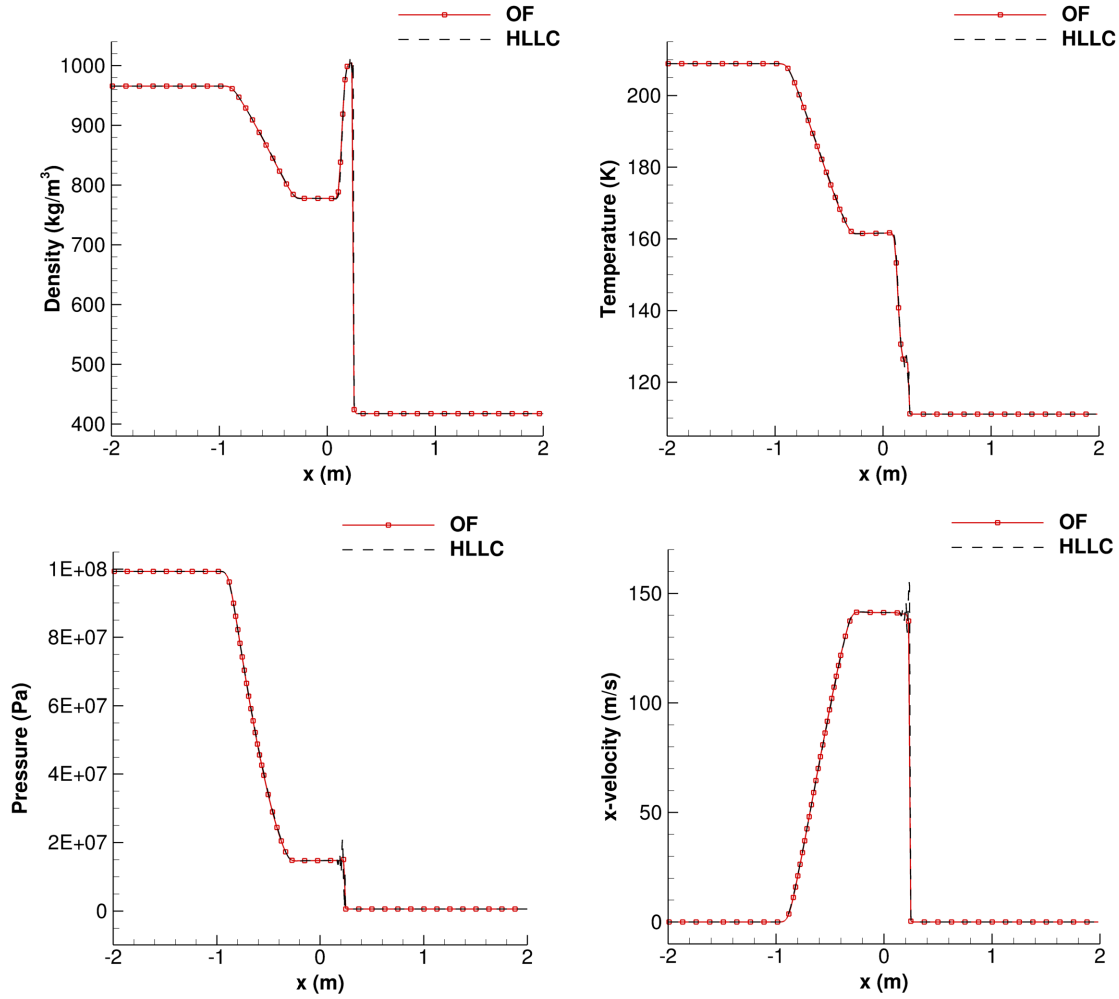 OF
HLLC
1000
900
800
700
600
500
400
Density (kg/m³)
-2 -1 0 1 2
x (m)
OF
HLLC
200
180
160
140
120
Temperature (K)
-2 -1 0 1 2
x (m)
OF
HLLC
1E+08
8E+07
6E+07
4E+07
2E+07
0
Pressure (Pa)
-2 -1 0 1 2
x (m)
OF
HLLC
150
100
50
0
x-velocity (m/s)
-2 -1 0 1 2
x (m)